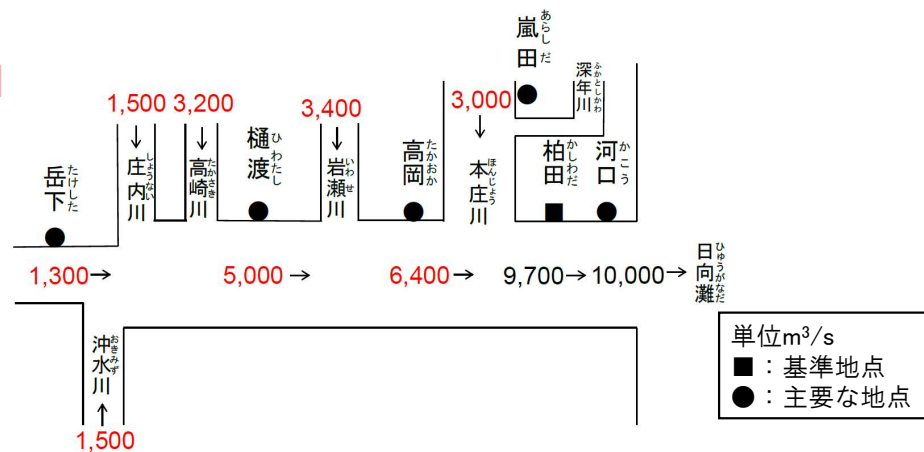 嵐田
あらしだ
深年川
ふかとしかわ
1,500
3,200
3,400
3,000
岳下
たけした
庄内川
しょうない
高崎川
たかさき
樋渡
ひわたし
岩瀬川
いわせ
高岡
たかおか
本庄川
ほんじょう
柏田
かしわだ
河口
かこう
1,300→
5,000→
6,400→
9,700→
10,000→
日向灘
ひゅうがなだ
沖水川
おきみず
1,500
単位m³/s
■：基準地点
●：主要な地点